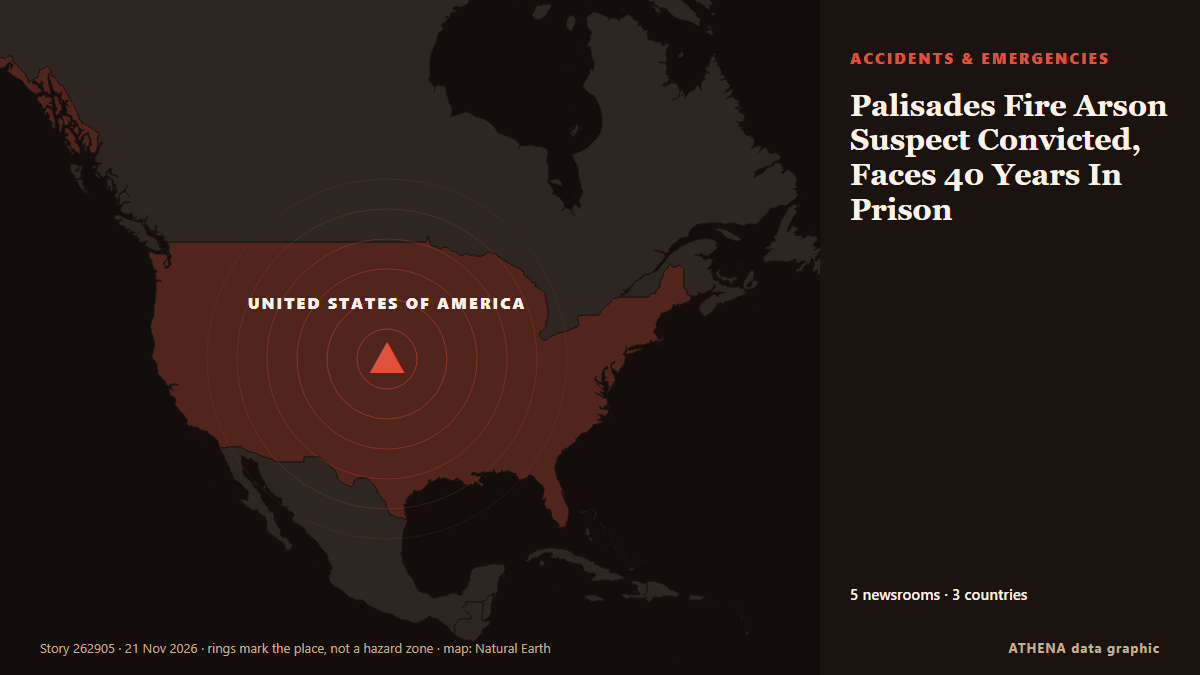 ACCIDENTS & EMERGENCIES
Palisades Fire Arson
Suspect Convicted,
Faces 40 Years In
Prison
UNITED STATES OF AMERICA
5 newsrooms · 3 countries
Story 262905 · 21 Nov 2026 · rings mark the place, not a hazard zone · map: Natural Earth
ATHENA data graphic